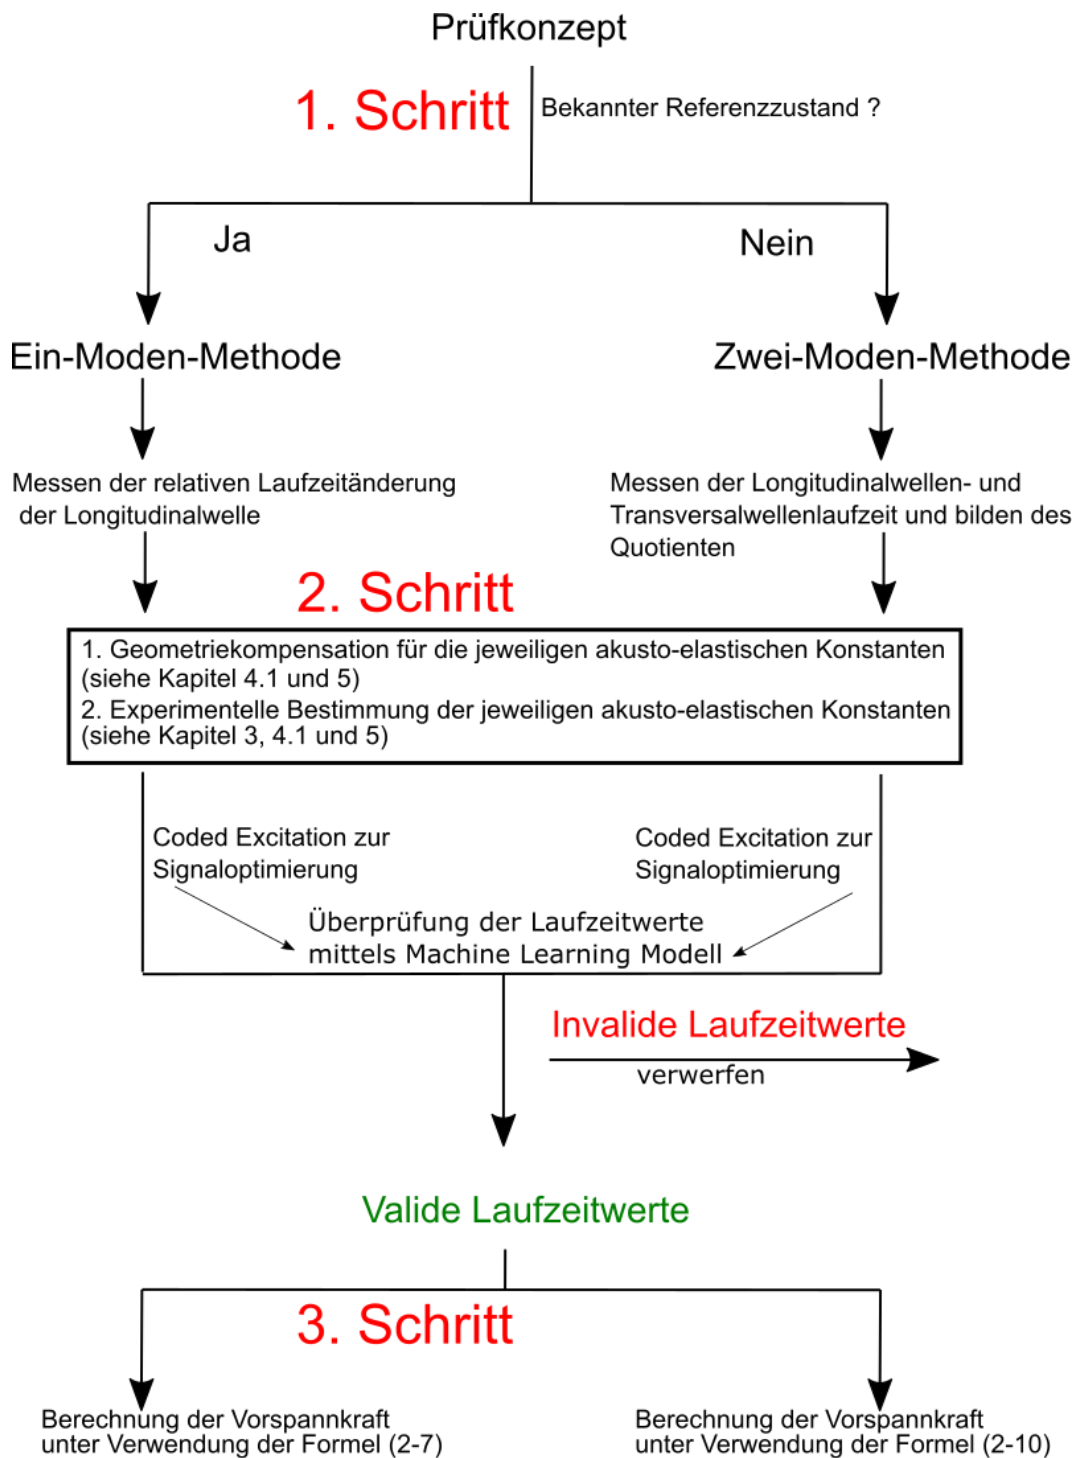 Prüfkonzept
1. Schritt
Bekannter Referenzzustand ?
Ja
Nein
Ein-Moden-Methode
Zwei-Moden-Methode
Messen der relativen Laufzeitänderung
der Longitudinalwelle
Messen der Longitudinalwellen- und
Transversalwellenlaufzeit und bilden des
Quotienten
2. Schritt
1. Geometriekompensation für die jeweiligen akusto-elastischen Konstanten
(siehe Kapitel 4.1 und 5)
2. Experimentelle Bestimmung der jeweiligen akusto-elastischen Konstanten
(siehe Kapitel 3, 4.1 und 5)
Coded Excitation zur
Signaloptimierung
Coded Excitation zur
Signaloptimierung
Überprüfung der Laufzeitwerte
mittels Machine Learning Modell
Invalide Laufzeitwerte
verwerfen
Valide Laufzeitwerte
3. Schritt
Berechnung der Vorspannkraft
unter Verwendung der Formel (2-7)
Berechnung der Vorspannkraft
unter Verwendung der Formel (2-10)